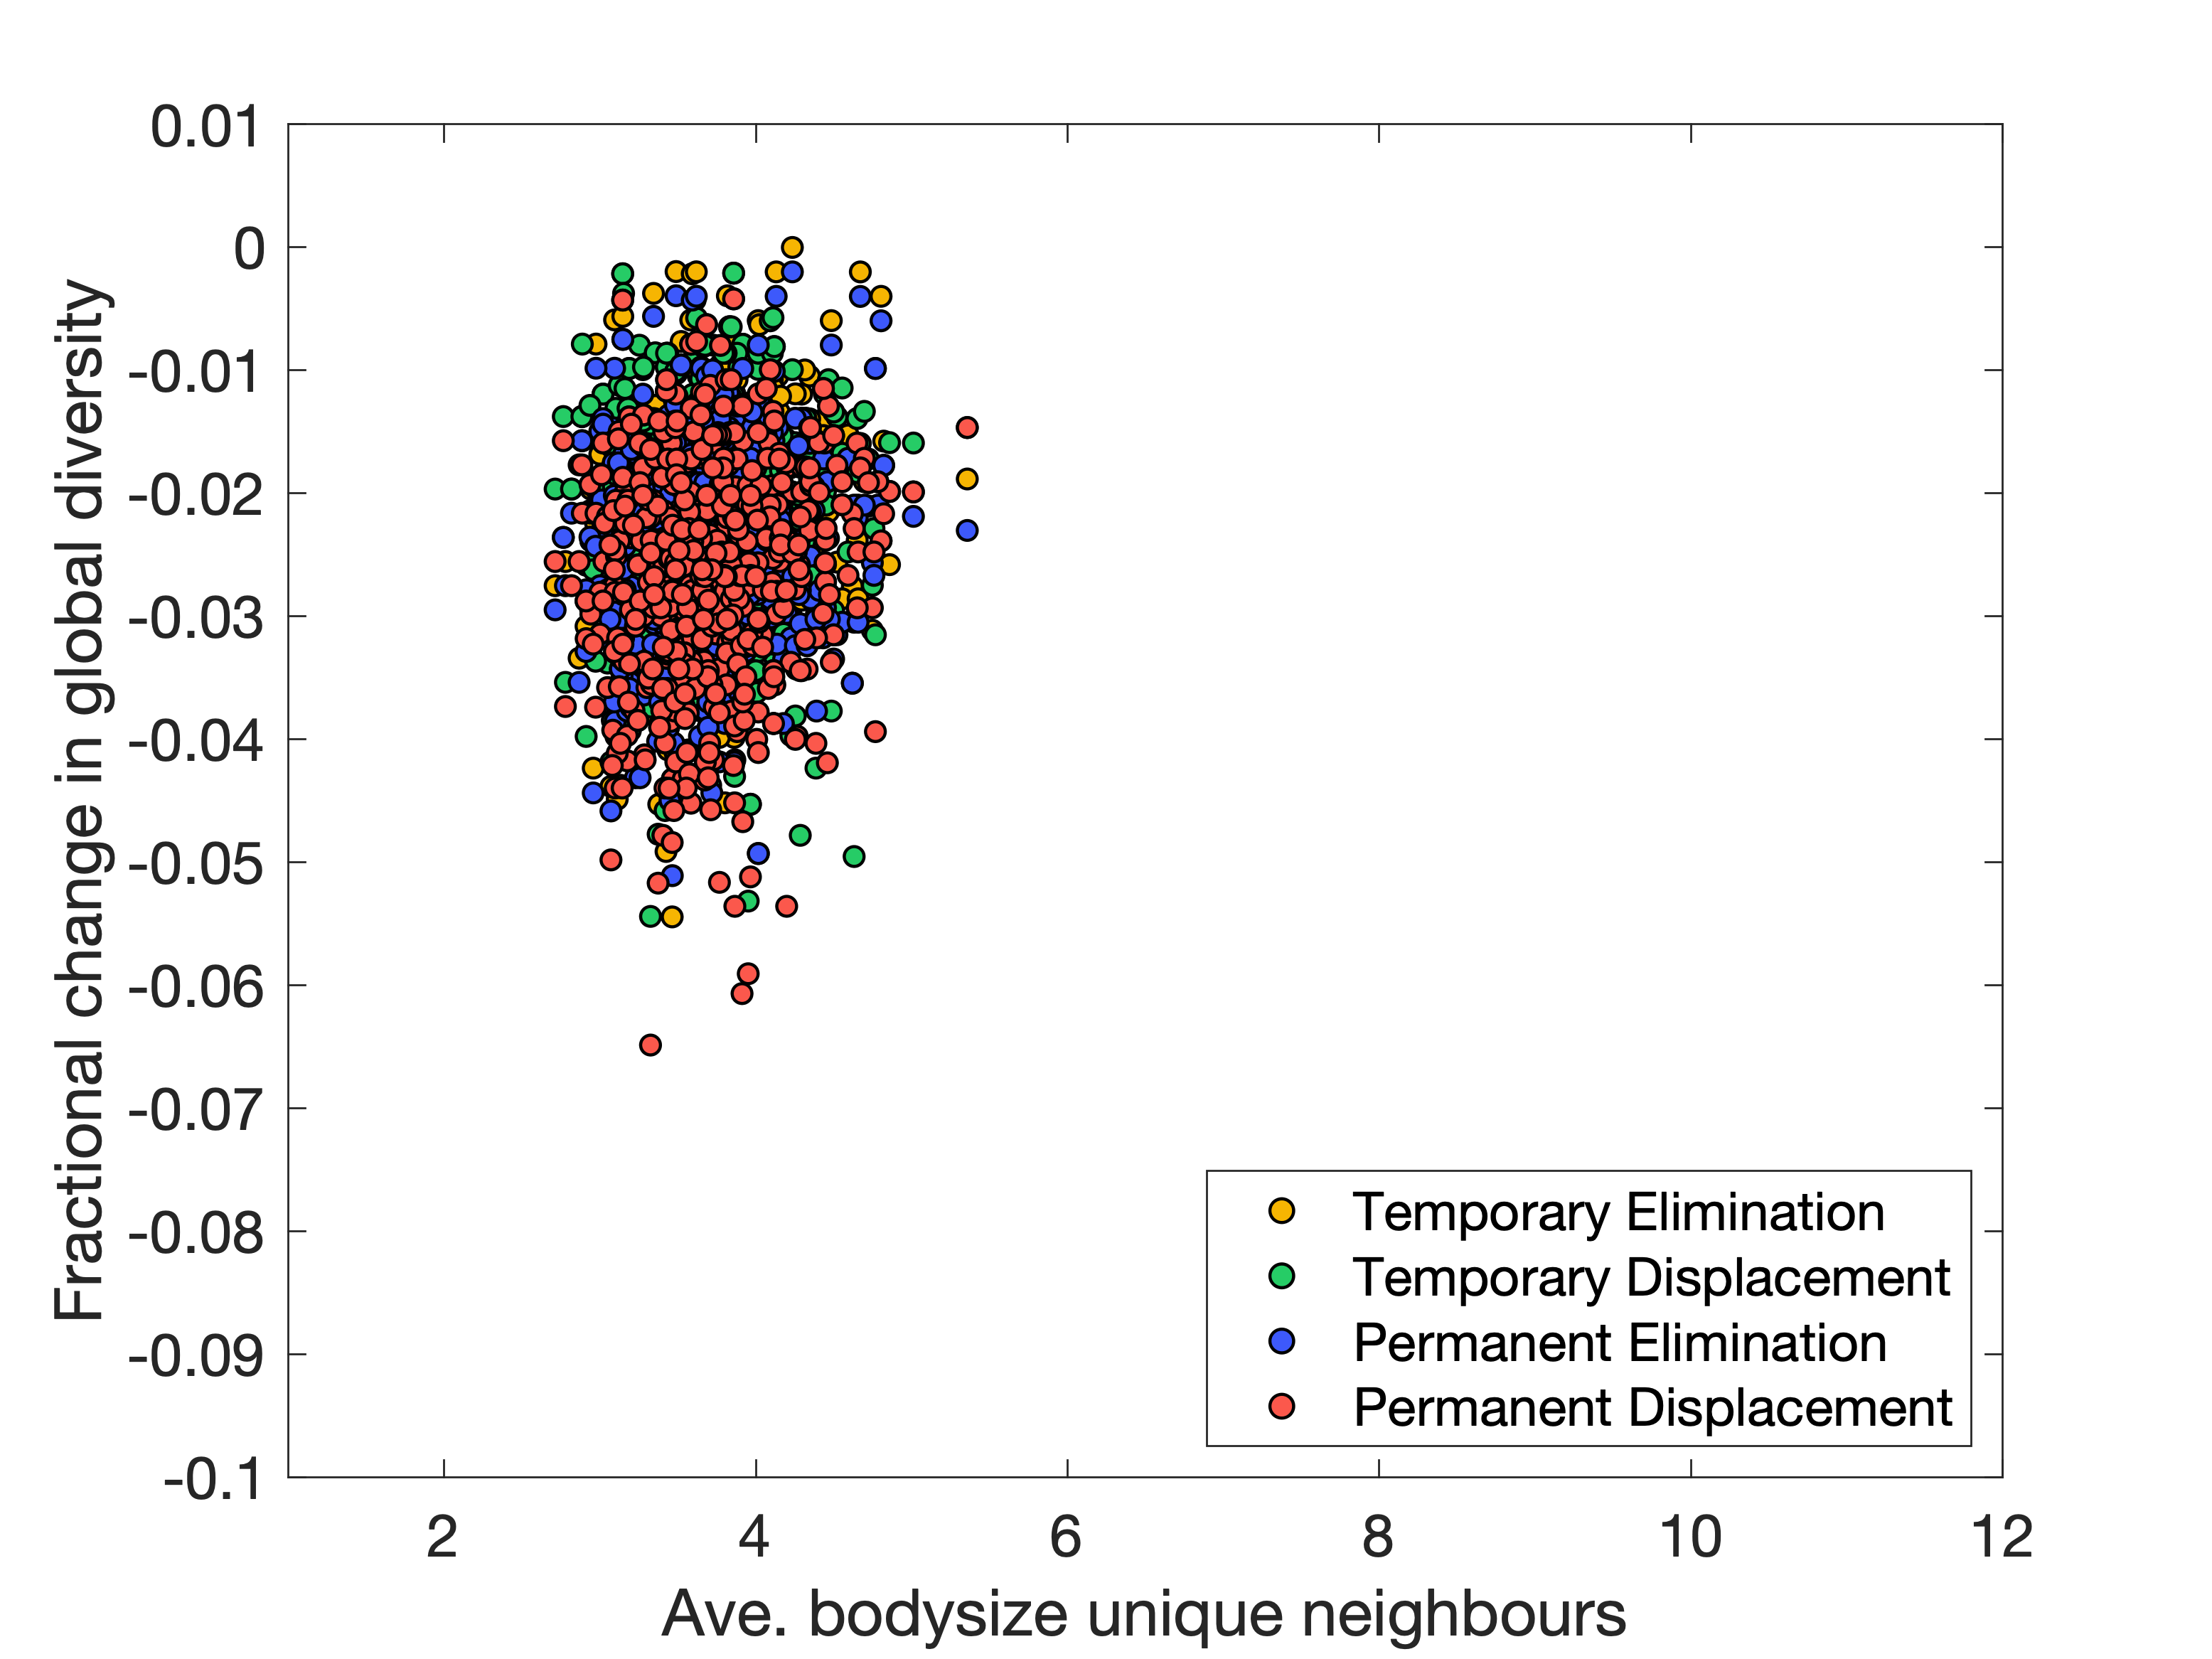 0.01
0
-0.01
-0.02
-0.03
-0.04
-0.05
-0.06
-0.07
-0.08
-0.09
-0.1
Fractional change in global diversity
Temporary Elimination
Temporary Displacement
Permanent Elimination
Permanent Displacement
2 4 6 8 10 12
Ave. bodysize unique neighbours